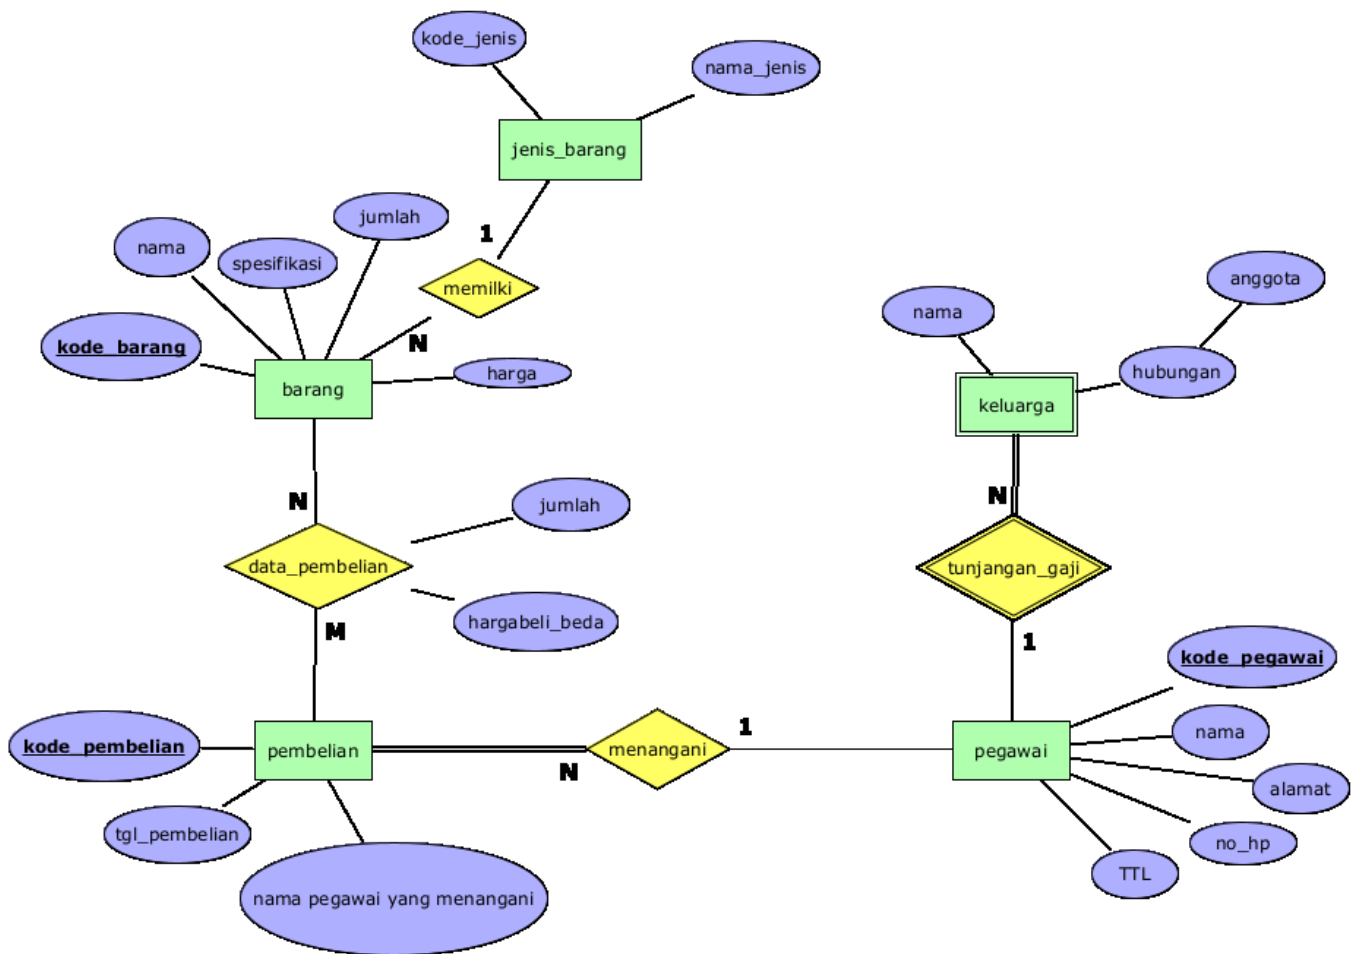 kode_jenis
nama_jenis
jenis_barang
jumlah
nama
spesifikasi
1
memilki
N
kode_barang
barang
harga
anggota
nama
hubungan
keluarga
N
jumlah
N
data_pembelian
tunjangan_gaji
hargabeli_beda
M
1
kode_pegawai
kode_pembelian
pembelian
menangani
1
N
pegawai
nama
alamat
tgl_pembelian
no_hp
TTL
nama pegawai yang menangani